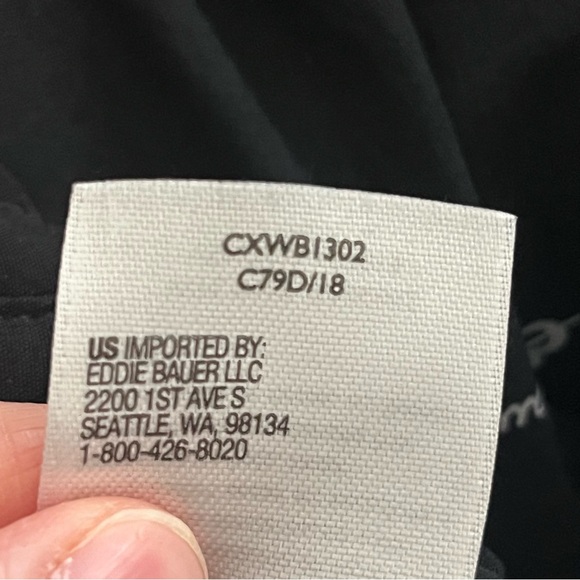 CXWB1302
C79D/18
US IMPORTED BY:
EDDIE BAUER LLC
2200 1ST AVE S
SEATTLE, WA, 98134
1-800-426-8020